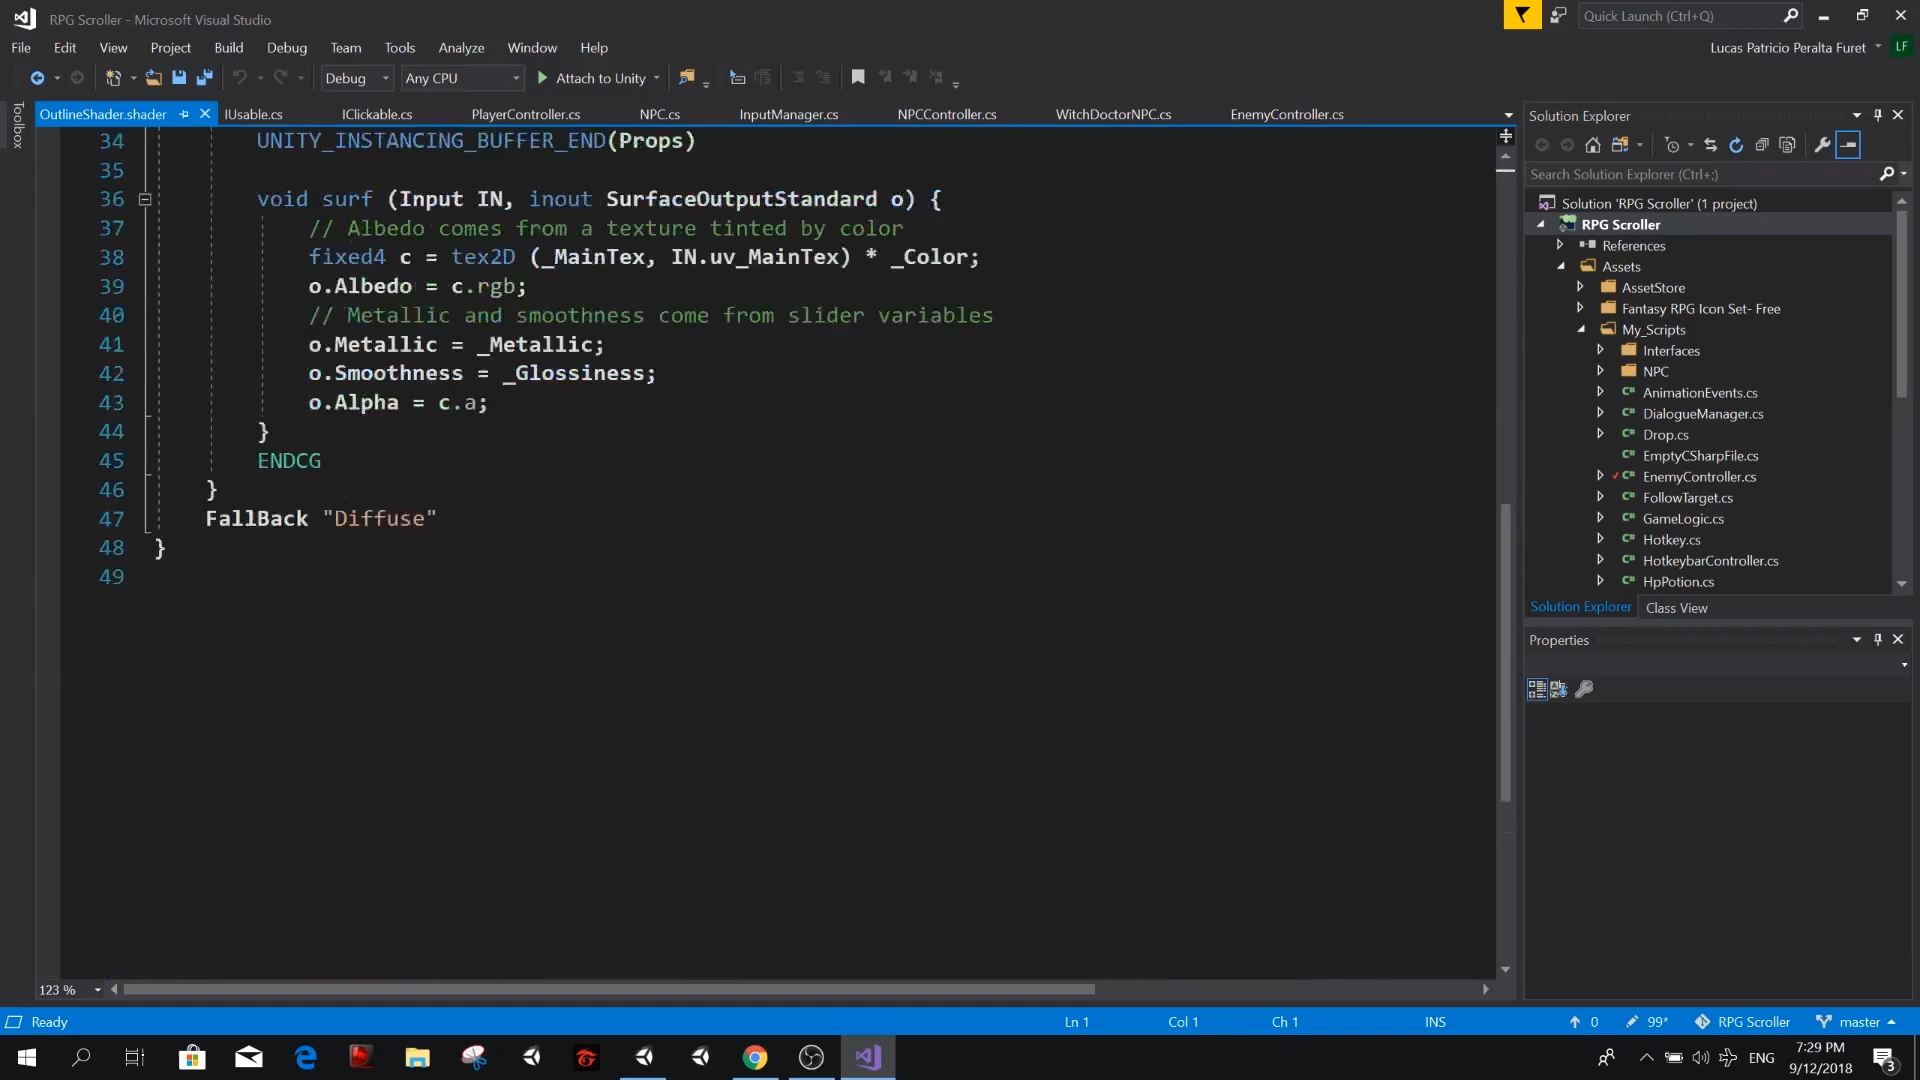 RPG Scroller - Microsoft Visual Studio
Quick Launch (Ctrl+Q)
File Edit View Project Build Debug Team Tools Analyze Window Help
Lucas Patricio Peralta Furet
LF
Debug
Any CPU
Attach to Unity
Toolbox
OutlineShader.shader
IUsable.cs
IClickable.cs
PlayerController.cs
NPC.cs
InputManager.cs
NPCController.cs
WitchDoctorNPC.cs
EnemyController.cs
34 UNITY_INSTANCING_BUFFER_END(Props)
35
36 void surf (Input IN, inout SurfaceOutputStandard o) {
37 // Albedo comes from a texture tinted by color
38 fixed4 c = tex2D (_MainTex, IN.uv_MainTex) * _Color;
39 o.Albedo = c.rgb;
40 // Metallic and smoothness come from slider variables
41 o.Metallic = _Metallic;
42 o.Smoothness = _Glossiness;
43 o.Alpha = c.a;
44 }
45 ENDCG
46 }
47 FallBack "Diffuse"
48 }
49
123 %
Solution Explorer
Search Solution Explorer (Ctrl+;)
Solution 'RPG Scroller' (1 project)
RPG Scroller
References
Assets
AssetStore
Fantasy RPG Icon Set- Free
My_Scripts
Interfaces
NPC
AnimationEvents.cs
DialogueManager.cs
Drop.cs
EmptyCSharpFile.cs
EnemyController.cs
FollowTarget.cs
GameLogic.cs
Hotkey.cs
HotkeybarController.cs
HpPotion.cs
Solution Explorer
Class View
Properties
Ready
Ln 1
Col 1
Ch 1
INS
0
99*
RPG Scroller
master
ENG
7:29 PM
9/12/2018
3